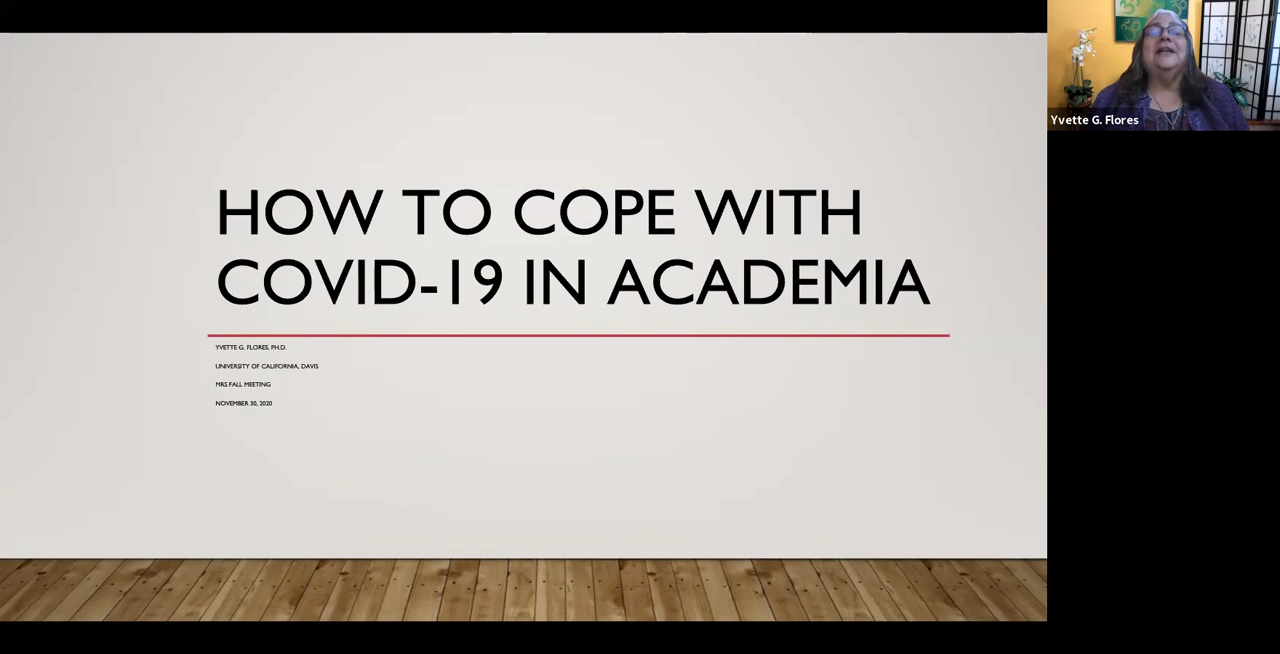 HOW TO COPE WITH
COVID-19 IN ACADEMIA
YVETTE G. FLORES, PH.D.
UNIVERSITY OF CALIFORNIA, DAVIS
MRS FALL MEETING
NOVEMBER 30, 2020
Yvette G. Flores